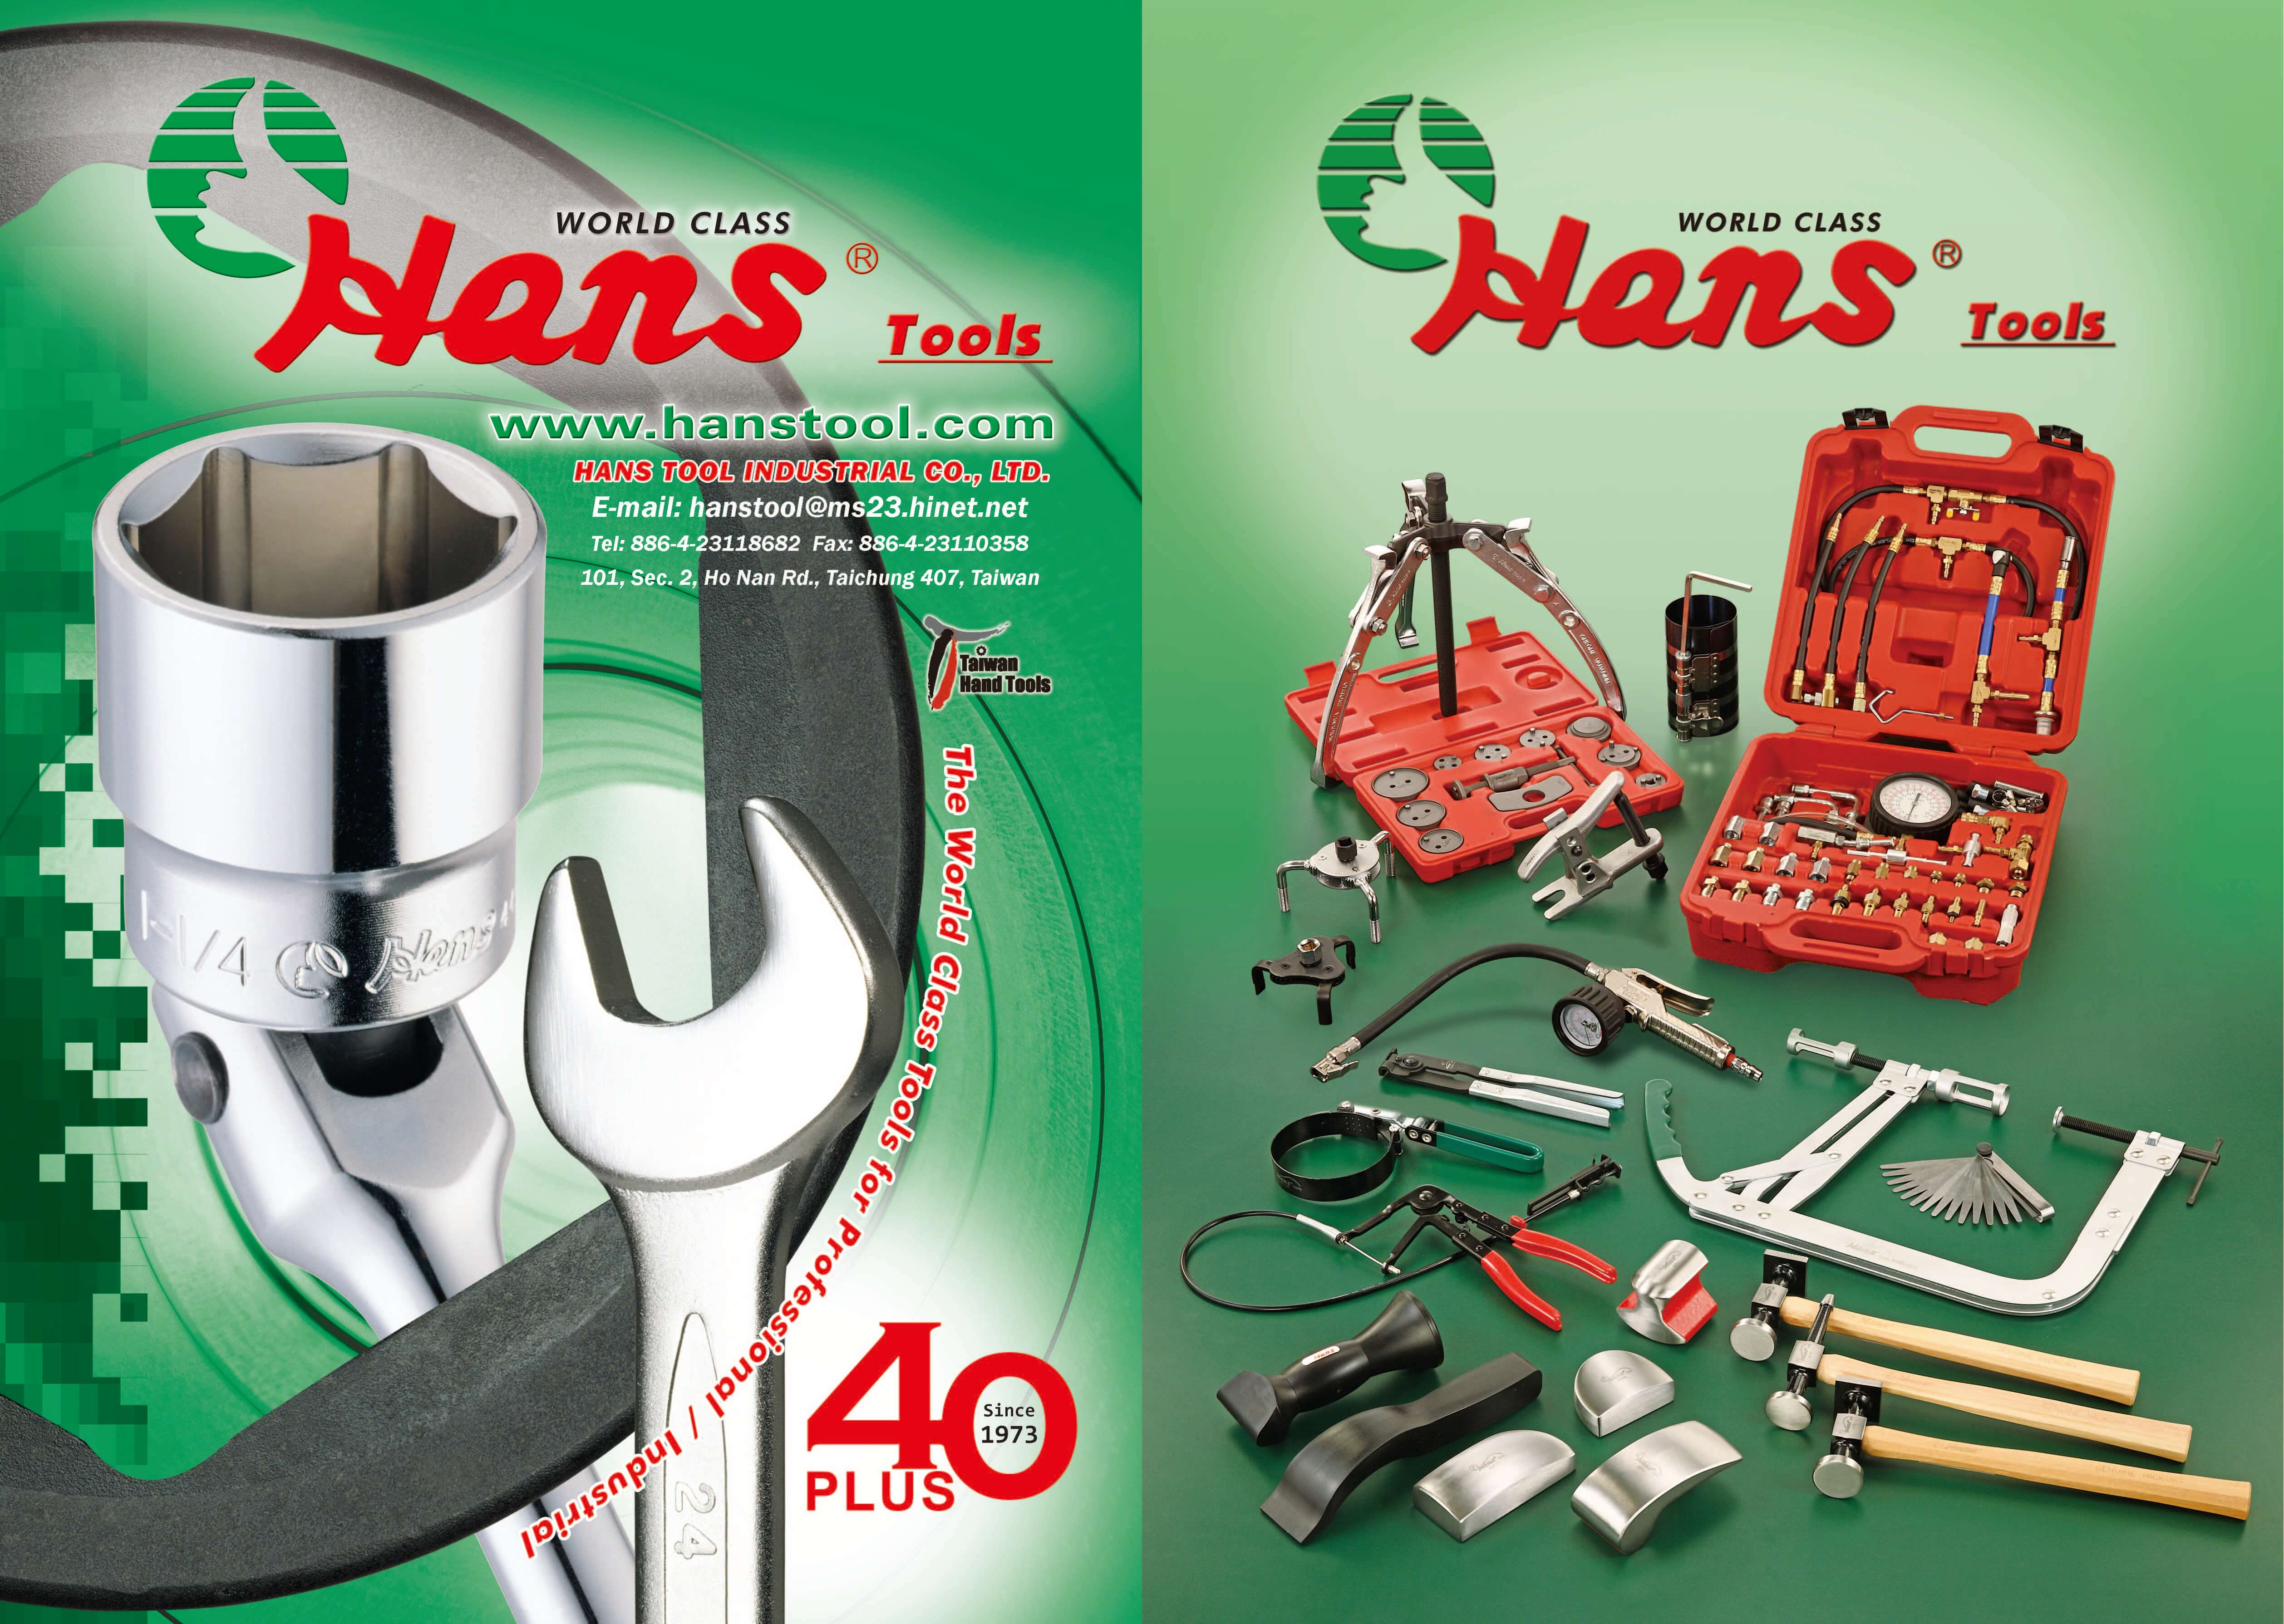 WORLD CLASS
Hans®
Tools
www.hanstool.com
HANS TOOL INDUSTRIAL CO., LTD.
E-mail: hanstool@ms23.hinet.net
Tel: 886-4-23118682 Fax: 886-4-23110358
101, Sec. 2, Ho Nan Rd., Taichung 407, Taiwan
Taiwan
Hand Tools
The World Class Tools for Professional / Industrial
1-1/4 Hans
24
40
Since
1973
PLUS
WORLD CLASS
Hans®
Tools